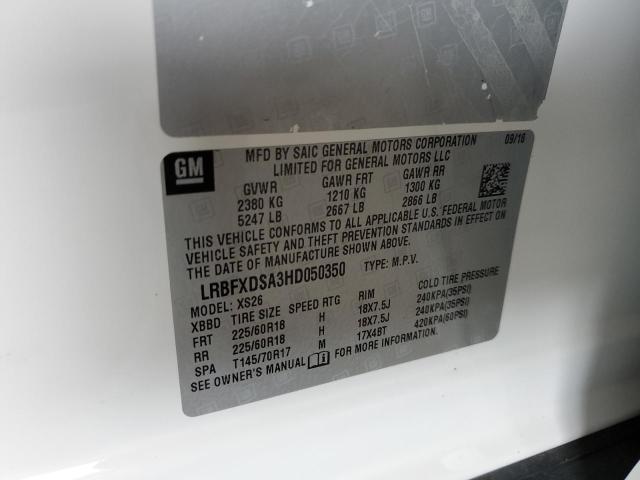 GM
MFD BY SAIC GENERAL MOTORS CORPORATION 09/16
LIMITED FOR GENERAL MOTORS LLC
GVWR GAWR FRT GAWR RR
2380 KG 1210 KG 1300 KG
5247 LB 2667 LB 2866 LB
THIS VEHICLE CONFORMS TO ALL APPLICABLE U.S. FEDERAL MOTOR
VEHICLE SAFETY AND THEFT PREVENTION STANDARDS IN EFFECT ON
THE DATE OF MANUFACTURE SHOWN ABOVE.
LRBFXDSA3HD050350 TYPE: M.P.V.
MODEL: XS26
XBBD TIRE SIZE SPEED RTG RIM COLD TIRE PRESSURE
FRT 225/60R18 H 18X7.5J 240KPA(35PSI)
RR 225/60R18 H 18X7.5J 240KPA(35PSI)
SPA T145/70R17 M 17X4BT 420KPA(60PSI)
SEE OWNER'S MANUAL FOR MORE INFORMATION.